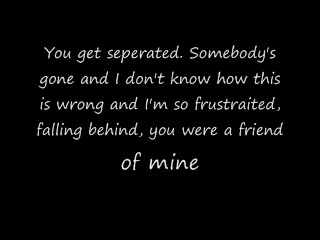 You get seperated. Somebody's
gone and I don't know how this
is wrong and I'm so frustraited,
falling behind, you were a friend
of mine